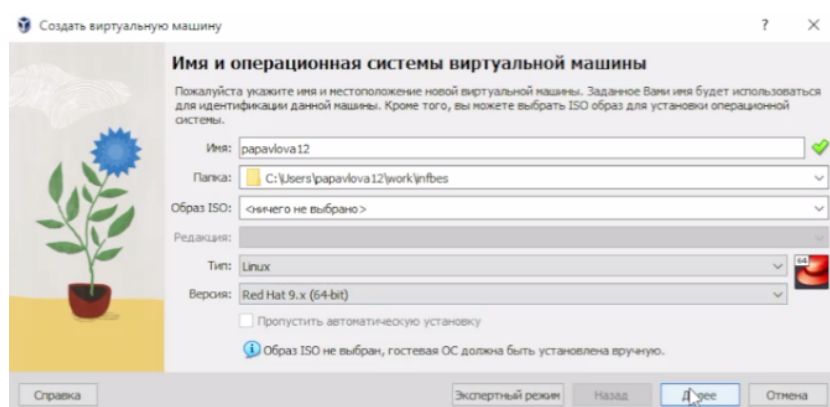 Создать виртуальную машину
?
Имя и операционная системы виртуальной машины
Пожалуйста укажите имя и местоположение новой виртуальной машины. Заданное Вами имя будет использоваться
для идентификации данной машины. Кроме того, вы можете выбрать ISO образ для установки операционной
системы.
Имя: papavlova12
Папка: C:\Users\papavlova12\work\infbes
Образ ISO: <ничего не выбрано>
Редакция:
Тип: Linux
64
Версия: Red Hat 9.x (64-bit)
Пропустить автоматическую установку
Образ ISO не выбран, гостевая ОС должна быть установлена вручную.
Справка Экспертный режим Назад Далее Отмена